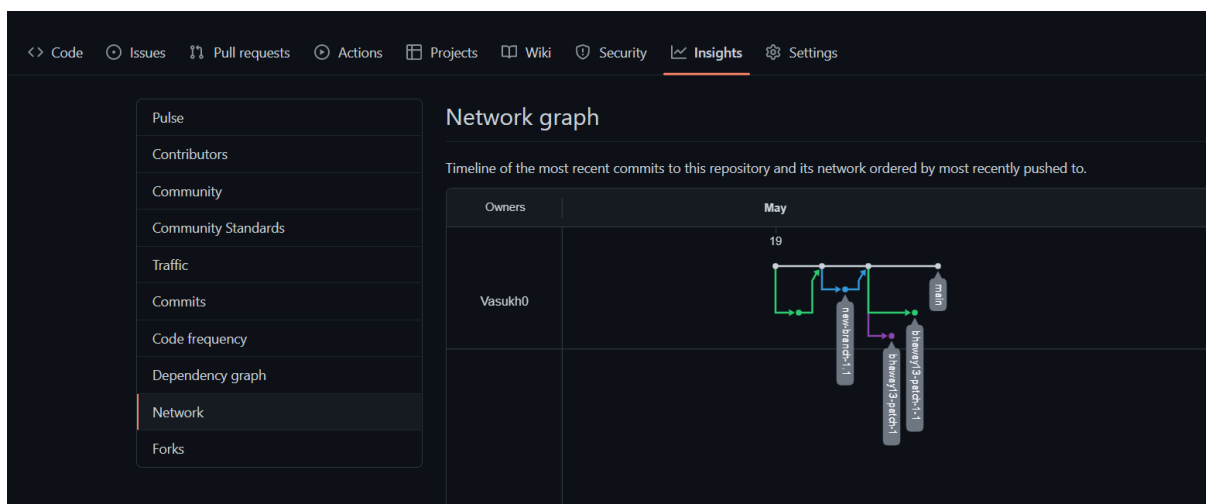 <> Code Issues Pull requests Actions Projects Wiki Security Insights Settings
Pulse
Contributors
Community
Community Standards
Traffic
Commits
Code frequency
Dependency graph
Network
Forks
Network graph
Timeline of the most recent commits to this repository and its network ordered by most recently pushed to.
Owners May
19
Vasukh0
main
new-branch-1.1
bhaway13-patch-1-1
bhaway13-patch-1